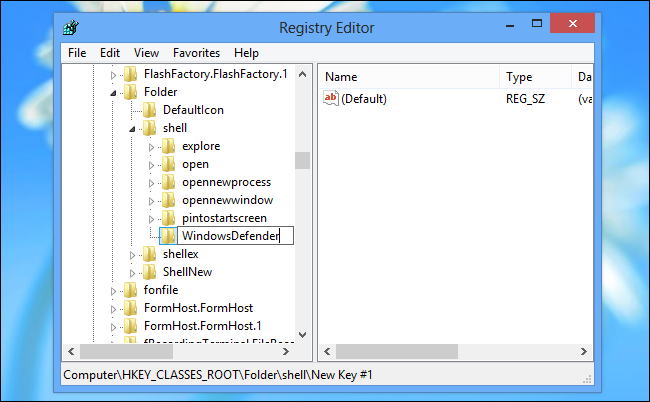 Registry Editor
File Edit View Favorites Help
FlashFactory.FlashFactory.1
Folder
DefaultIcon
shell
explore
open
opennewprocess
opennewwindow
pintostartscreen
WindowsDefender
shellex
ShellNew
fonfile
FormHost.FormHost
FormHost.FormHost.1
Name Type Da
ab (Default) REG_SZ (va
Computer\HKEY_CLASSES_ROOT\Folder\shell\New Key #1